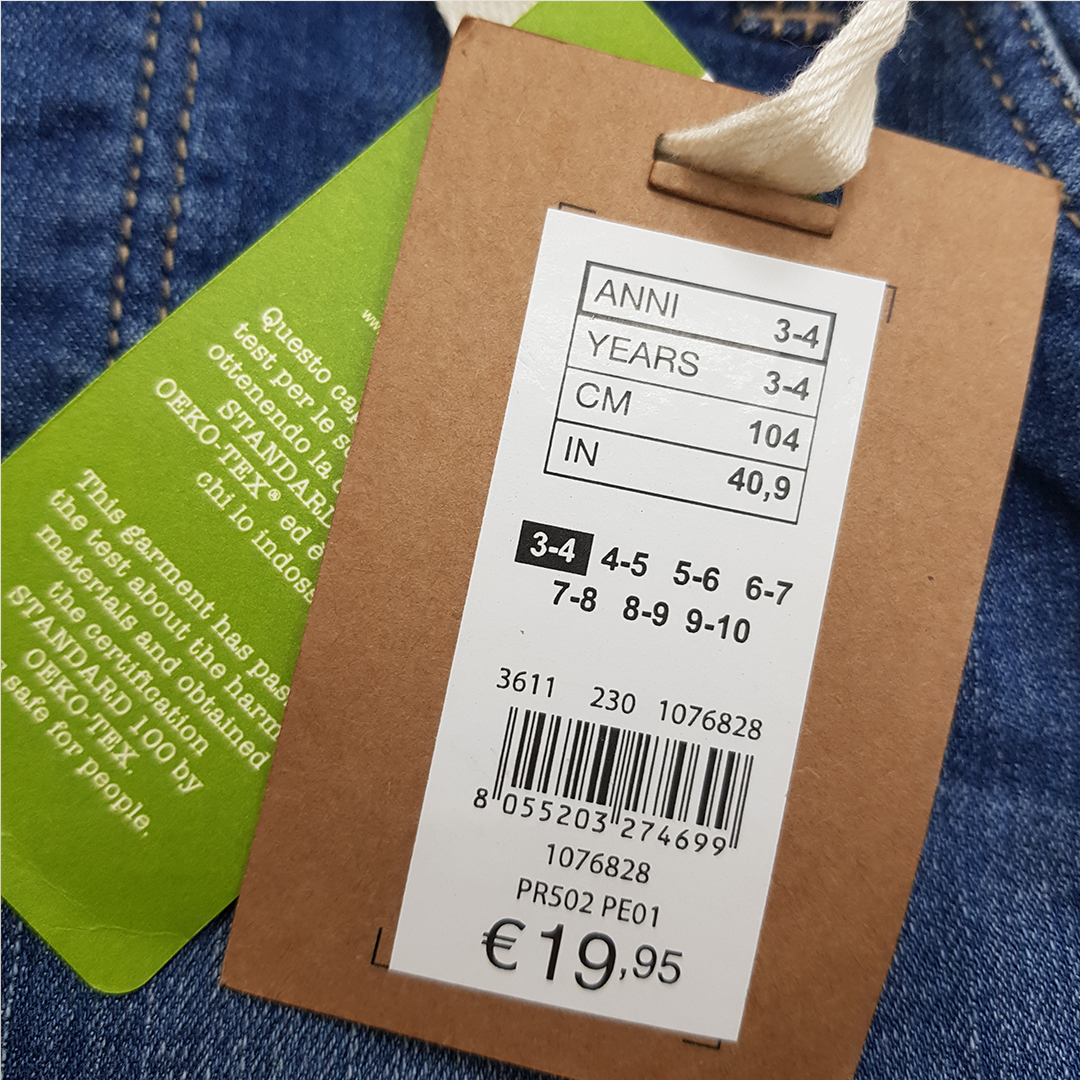 www
Questo
test per le
ottenendo la
STANDARD
OEKO-TEX® ed è
chi lo
This garment has
the test about the
materials and obtained
the certification
STANDARD 100 by
OEKO-TEX,
safe for people,
ANNI 3-4
YEARS 3-4
CM 104
IN 40,9
3-4 4-5 5-6 6-7
7-8 8-9 9-10
3611 230 1076828
8 055203 274699
1076828
PR502 PE01
€19,95